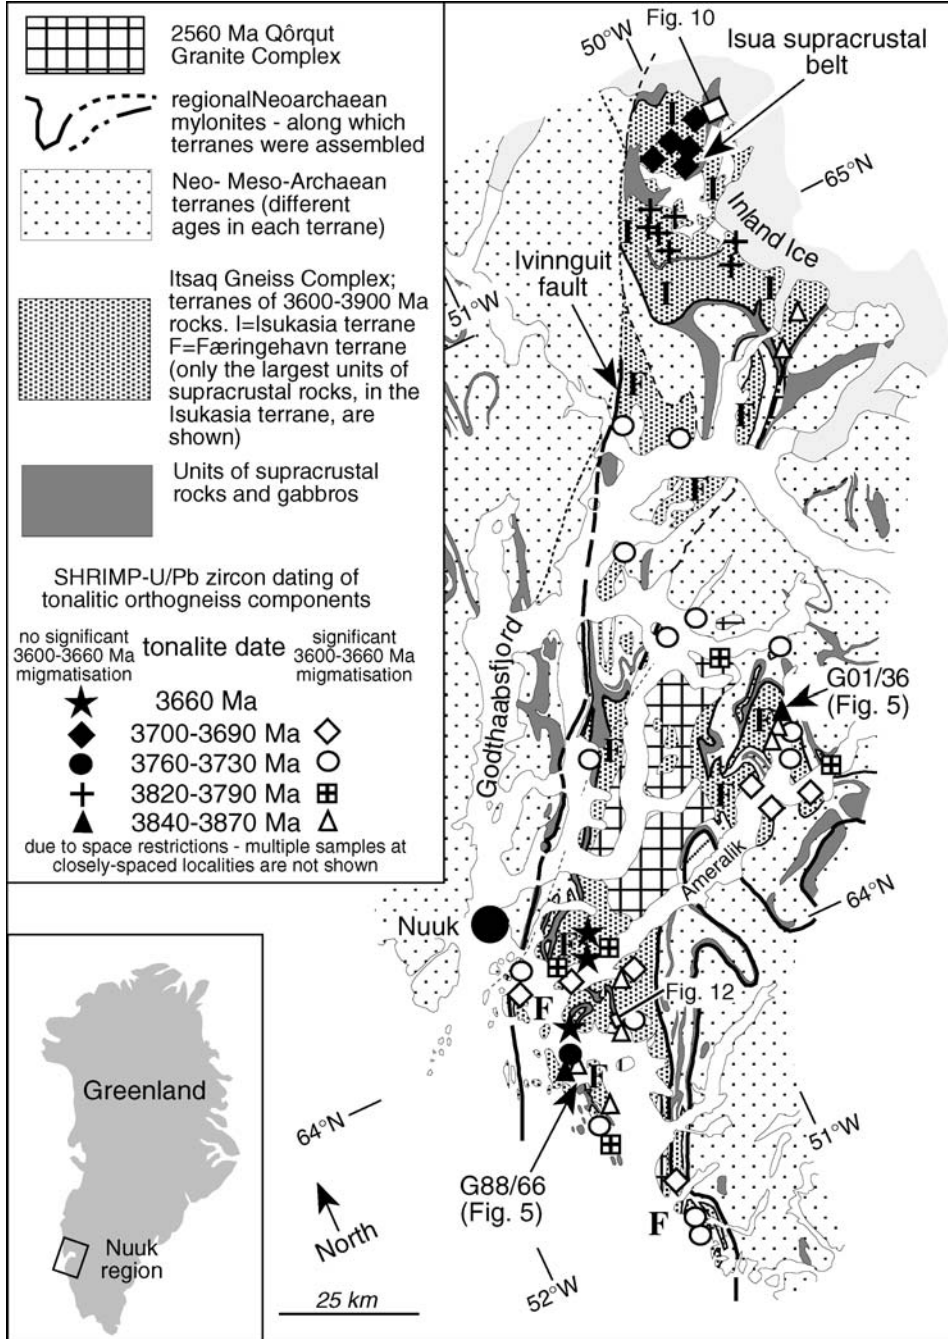 2560 Ma Qôrqut
Granite Complex
regionalNeoarchaean
mylonites - along which
terranes were assembled
Neo- Meso-Archaean
terranes (different
ages in each terrane)
Itsaq Gneiss Complex;
terranes of 3600-3900 Ma
rocks. I=Isukasia terrane
F=Færingehavn terrane
(only the largest units of
supracrustal rocks, in the
Isukasia terrane, are
shown)
Units of supracrustal
rocks and gabbros
SHRIMP-U/Pb zircon dating of
tonalitic orthogneiss components
no significant
3600-3660 Ma
migmatisation
tonalite date
significant
3600-3660 Ma
migmatisation
3660 Ma
3700-3690 Ma
3760-3730 Ma
3820-3790 Ma
3840-3870 Ma
due to space restrictions - multiple samples at
closely-spaced localities are not shown
Fig. 10
50°W
Isua supracrustal
belt
65°N
Inland Ice
I
I
I
I
I
Ivinnguit
fault
51°W
F
F
F
Godthaabsfjord
G01/36
(Fig. 5)
F
F
Ameralik
64°N
Nuuk
F
Fig. 12
F
64°N
51°W
G88/66
(Fig. 5)
F
North
52°W
25 km
Greenland
Nuuk
region